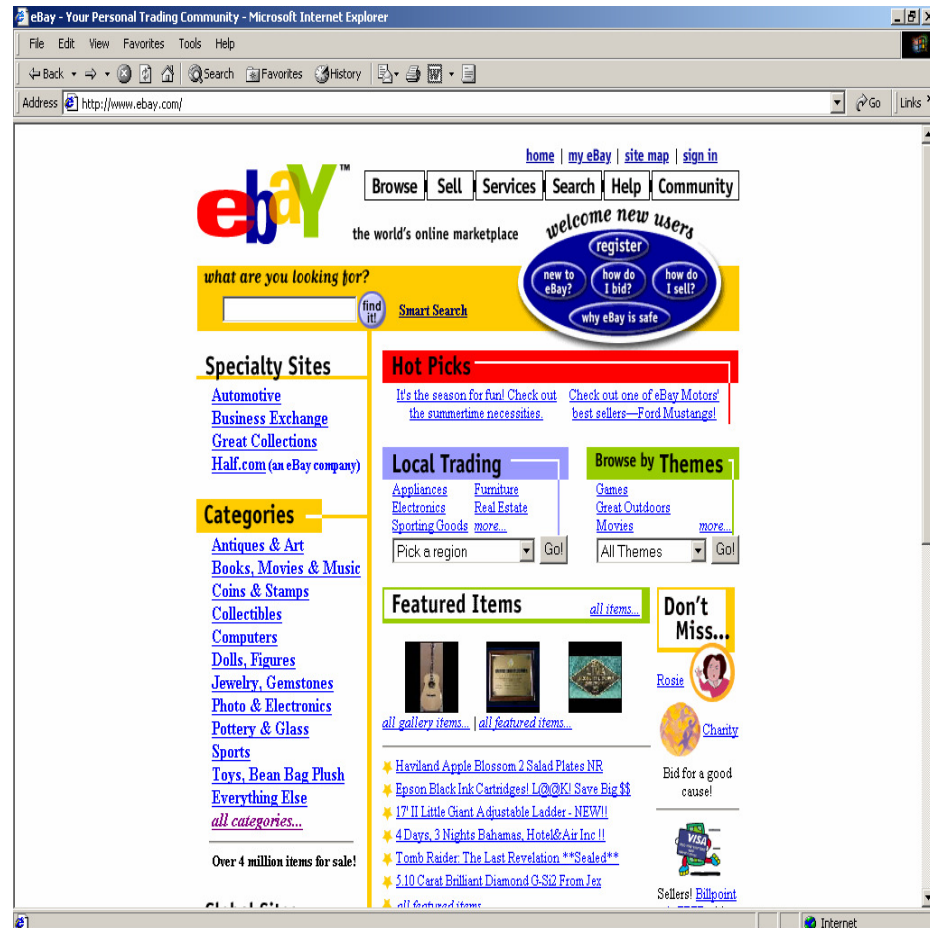 eBay - Your Personal Trading Community - Microsoft Internet Explorer
File Edit View Favorites Tools Help
Back Search Favorites History
Address http://www.ebay.com/ Go Links
home | my eBay | site map | sign in
ebaY™
Browse Sell Services Search Help Community
the world's online marketplace
welcome new users
register
new to eBay?
how do I bid?
how do I sell?
why eBay is safe
what are you looking for?
find it!
Smart Search
Specialty Sites
Automotive
Business Exchange
Great Collections
Half.com (an eBay company)
Categories
Antiques & Art
Books, Movies & Music
Coins & Stamps
Collectibles
Computers
Dolls, Figures
Jewelry, Gemstones
Photo & Electronics
Pottery & Glass
Sports
Toys, Bean Bag Plush
Everything Else
all categories...
Over 4 million items for sale!
Hot Picks
It's the season for fun! Check out
the summertime necessities.
Check out one of eBay Motors'
best sellers—Ford Mustangs!
Local Trading
Appliances Furniture
Electronics Real Estate
Sporting Goods more...
Pick a region Go!
Browse by Themes
Games
Great Outdoors
Movies more...
All Themes Go!
Featured Items all items...
all gallery items... | all featured items...
Haviland Apple Blossom 2 Salad Plates NR
Epson Black Ink Cartridges! L@@K! Save Big $$
17' II Little Giant Adjustable Ladder - NEW!!
4 Days, 3 Nights Bahamas, Hotel&Air Inc !!
Tomb Raider: The Last Revelation **Sealed**
5.10 Carat Brilliant Diamond G-Si2 From Jex
all featured items
Don't
Miss...
Rosie
Charity
Bid for a good
cause!
VISA
Sellers! Billpoint
Internet